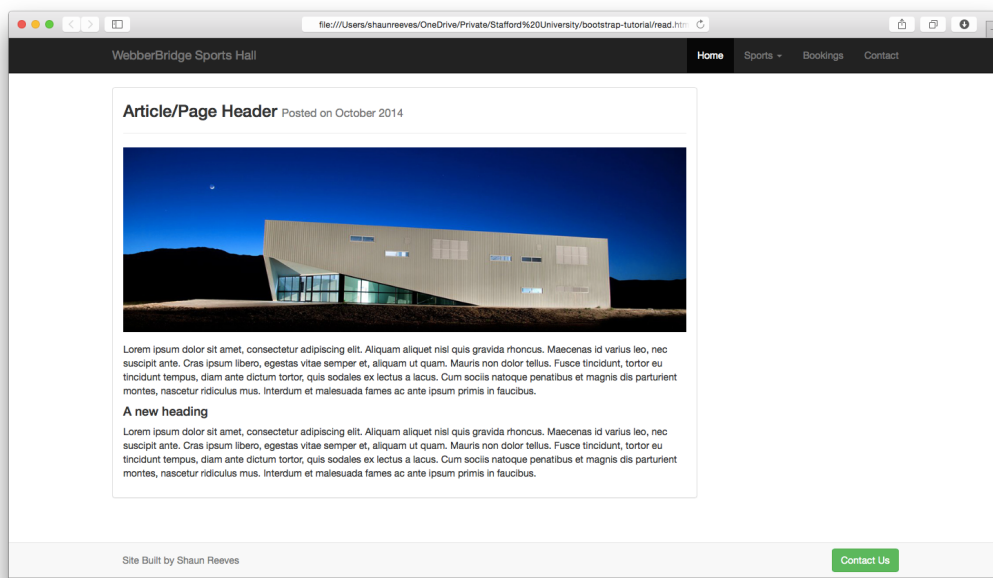 file:///Users/shaunreeves/OneDrive/Private/Stafford%20University/bootstrap-tutorial/read.htm
WebberBridge Sports Hall
Home Sports Bookings Contact
Article/Page Header Posted on October 2014
Lorem ipsum dolor sit amet, consectetur adipiscing elit. Aliquam aliquet nisl quis gravida rhoncus. Maecenas id varius leo, nec
suscipit ante. Cras ipsum libero, egestas vitae semper et, aliquam ut quam. Mauris non dolor tellus. Fusce tincidunt, tortor eu
tincidunt tempus, diam ante dictum tortor, quis sodales ex lectus a lacus. Cum sociis natoque penatibus et magnis dis parturient
montes, nascetur ridiculus mus. Interdum et malesuada fames ac ante ipsum primis in faucibus.
A new heading
Lorem ipsum dolor sit amet, consectetur adipiscing elit. Aliquam aliquet nisl quis gravida rhoncus. Maecenas id varius leo, nec
suscipit ante. Cras ipsum libero, egestas vitae semper et, aliquam ut quam. Mauris non dolor tellus. Fusce tincidunt, tortor eu
tincidunt tempus, diam ante dictum tortor, quis sodales ex lectus a lacus. Cum sociis natoque penatibus et magnis dis parturient
montes, nascetur ridiculus mus. Interdum et malesuada fames ac ante ipsum primis in faucibus.
Site Built by Shaun Reeves
Contact Us